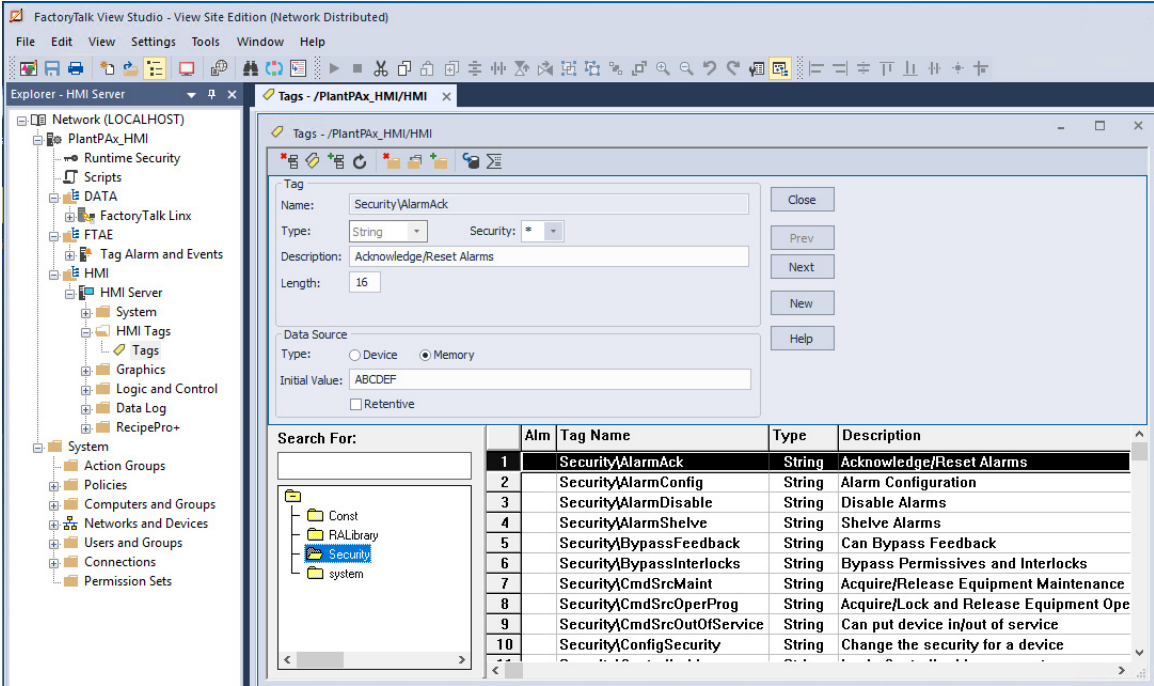 FactoryTalk View Studio - View Site Edition (Network Distributed)
File Edit View Settings Tools Window Help
Explorer - HMI Server
Network (LOCALHOST)
PlantPAx_HMI
Runtime Security
Scripts
DATA
FactoryTalk Linx
FTAE
Tag Alarm and Events
HMI
HMI Server
System
HMI Tags
Tags
Graphics
Logic and Control
Data Log
RecipePro+
System
Action Groups
Policies
Computers and Groups
Networks and Devices
Users and Groups
Connections
Permission Sets
Tags - /PlantPAx_HMI/HMI
Tags - /PlantPAx_HMI/HMI
Tag
Name: Security\AlarmAck
Type: String Security: *
Description: Acknowledge/Reset Alarms
Length: 16
Data Source
Type: Device Memory
Initial Value: ABCDEF
Retentive
Close
Prev
Next
New
Help
Search For:
Const
RALibrary
Security
system
Alm Tag Name Type Description
1 Security\AlarmAck String Acknowledge/Reset Alarms
2 Security\AlarmConfig String Alarm Configuration
3 Security\AlarmDisable String Disable Alarms
4 Security\AlarmShelve String Shelve Alarms
5 Security\BypassFeedback String Can Bypass Feedback
6 Security\BypassInterlocks String Bypass Permissives and Interlocks
7 Security\CmdSrcMaint String Acquire/Release Equipment Maintenance
8 Security\CmdSrcOperProg String Acquire/Lock and Release Equipment Ope
9 Security\CmdSrcOutOfService String Can put device in/out of service
10 Security\ConfigSecurity String Change the security for a device